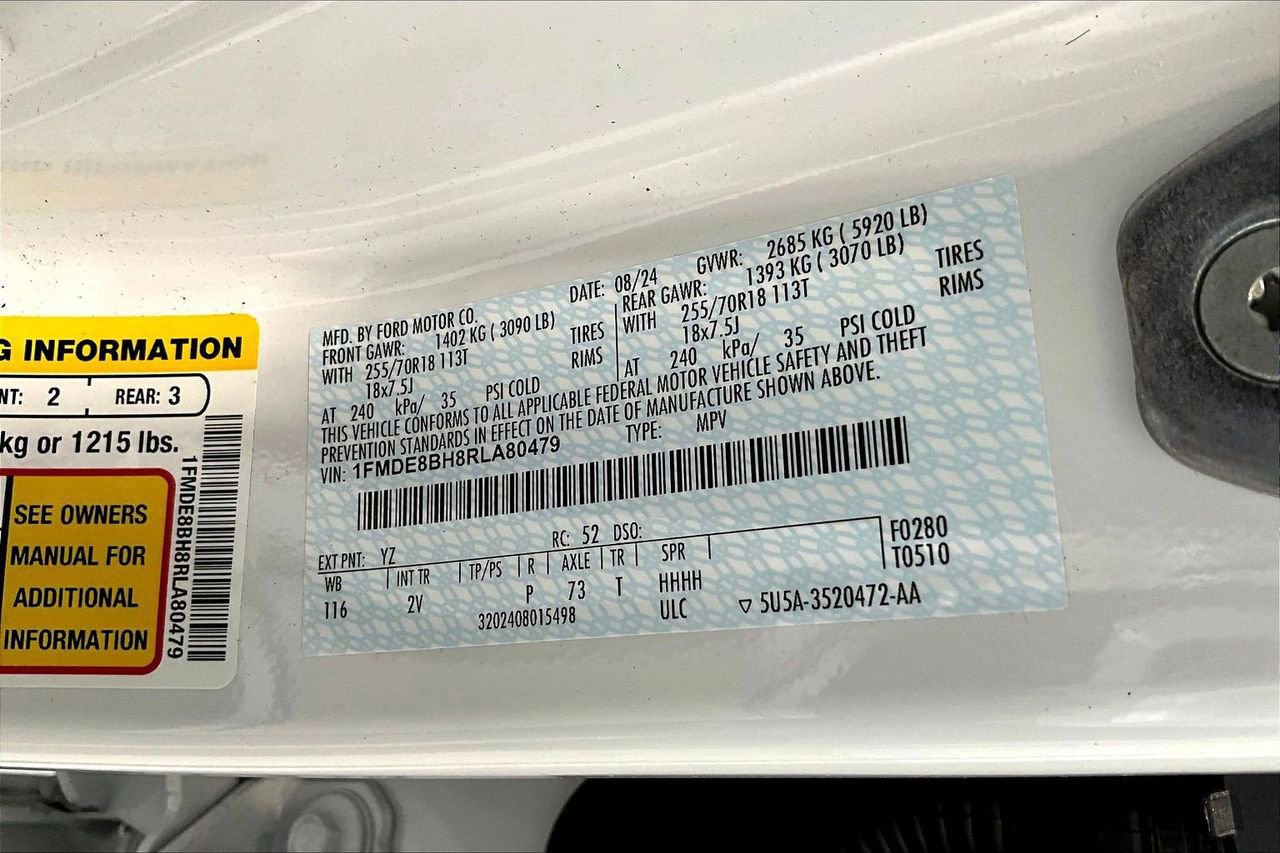 G INFORMATION
NT: 2 REAR: 3
kg or 1215 lbs.
SEE OWNERS
MANUAL FOR
ADDITIONAL
INFORMATION
1FMDE8BH8RLA80479
MFD. BY FORD MOTOR CO. DATE: 08/24 GVWR: 2685 KG ( 5920 LB)
FRONT GAWR: 1402 KG ( 3090 LB) REAR GAWR: 1393 KG ( 3070 LB)
WITH 255/70R18 113T TIRES WITH 255/70R18 113T TIRES
18x7.5J RIMS 18x7.5J RIMS
AT 240 kPa/ 35 PSI COLD AT 240 kPa/ 35 PSI COLD
THIS VEHICLE CONFORMS TO ALL APPLICABLE FEDERAL MOTOR VEHICLE SAFETY AND THEFT
PREVENTION STANDARDS IN EFFECT ON THE DATE OF MANUFACTURE SHOWN ABOVE.
VIN: 1FMDE8BH8RLA80479 TYPE: MPV
EXT PNT: YZ RC: 52 DSO: F0280
WB INT TR TP/PS R AXLE TR SPR T0510
116 2V P 73 T HHHH
3202408015498 ULC ▽ 5U5A-3520472-AA